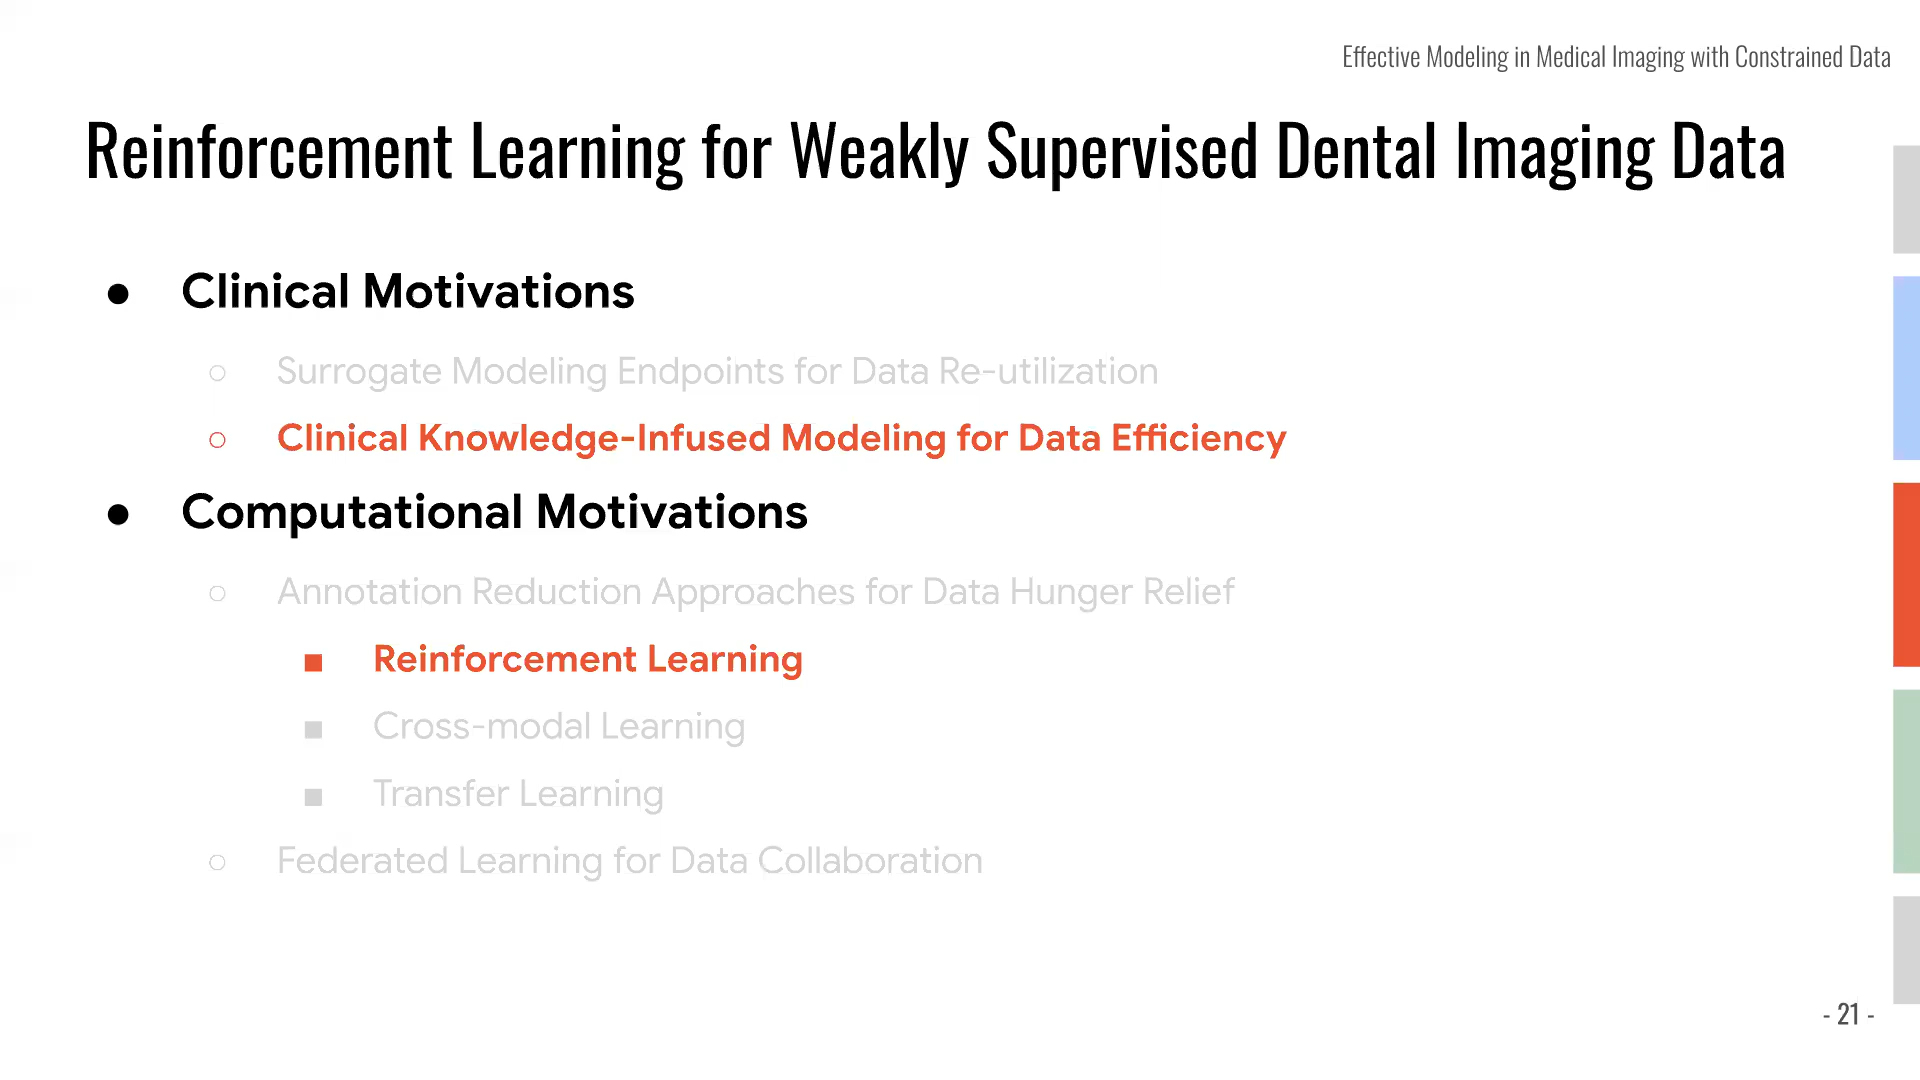 Effective Modeling in Medical Imaging with Constrained Data
Reinforcement Learning for Weakly Supervised Dental Imaging Data
● Clinical Motivations
○ Surrogate Modeling Endpoints for Data Re-utilization
○ Clinical Knowledge-Infused Modeling for Data Efficiency
● Computational Motivations
○ Annotation Reduction Approaches for Data Hunger Relief
■ Reinforcement Learning
■ Cross-modal Learning
■ Transfer Learning
○ Federated Learning for Data Collaboration
- 21 -